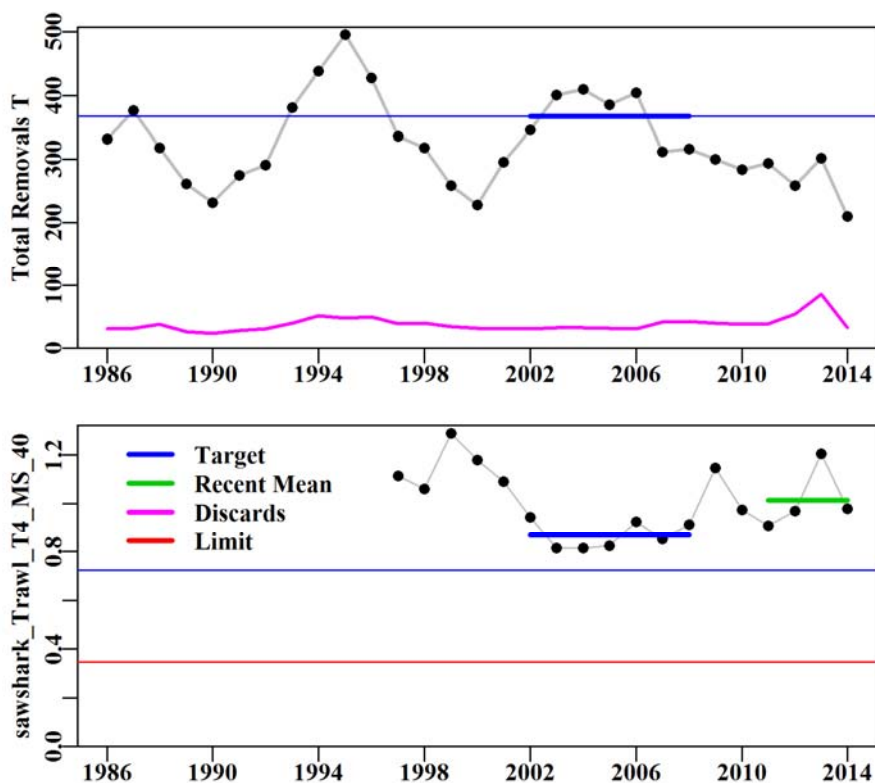 Total Removals T
500
400
300
200
100
0
1986 1990 1994 1998 2002 2006 2010 2014
sawshark_Trawl_T4_MS_40
1.2
0.8
0.4
0.0
Target
Recent Mean
Discards
Limit
1986 1990 1994 1998 2002 2006 2010 2014